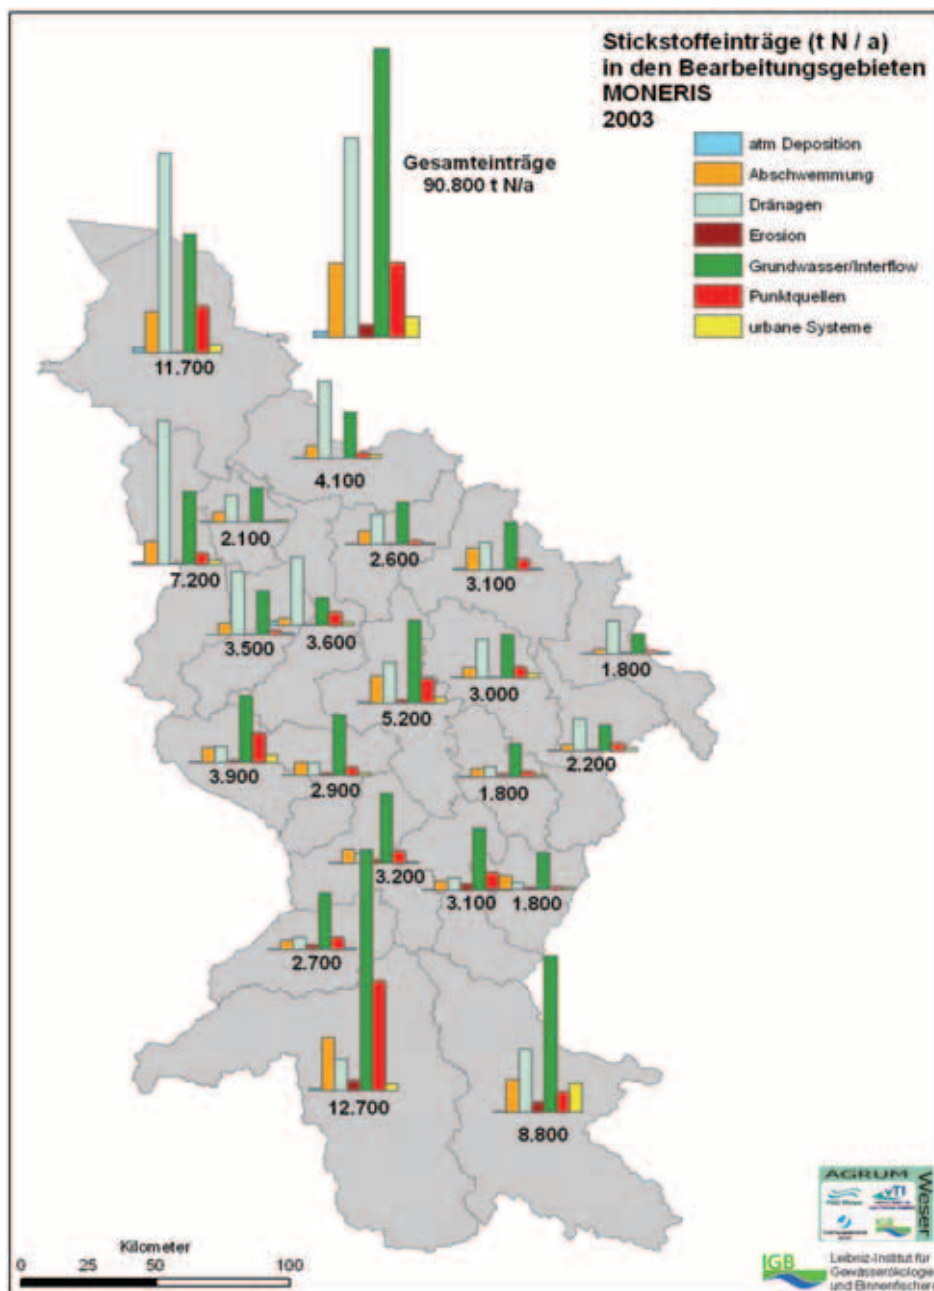 Stickstoffeinträge (t N / a)
in den Bearbeitungsgebieten
MONERIS
2003
atm Deposition
Abschwemmung
Dränagen
Erosion
Grundwasser/Interflow
Punktquellen
urbane Systeme
Gesamteinträge
90.800 t N/a
11.700
4.100
2.100
2.600
7.200
3.100
3.500
3.600
1.800
3.000
5.200
2.200
3.900
2.900
1.800
3.200
3.100
1.800
2.700
12.700
8.800
Kilometer
0 25 50 100
AGRUM
Weser
vTI
IGB
IGB
Leibniz-Institut für
Gewässerökologie
und Binnenfischerei